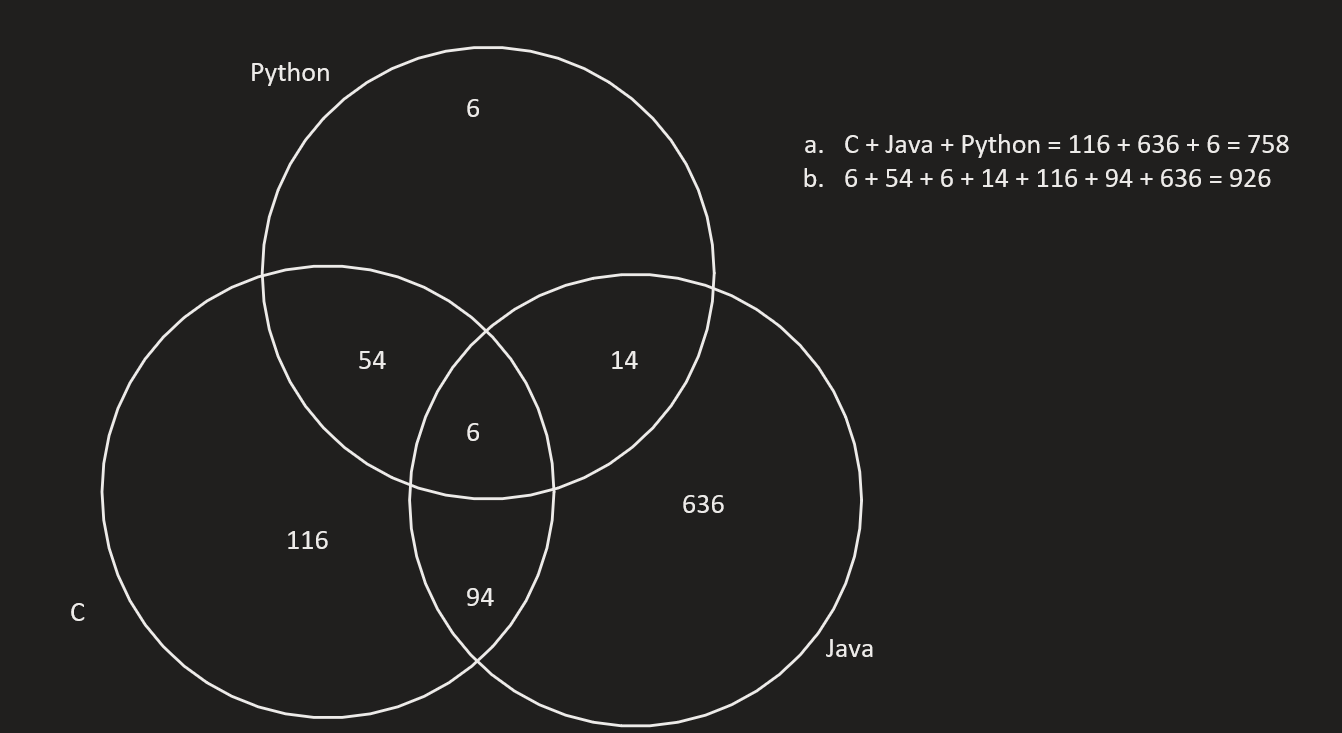 Python
6
a. C + Java + Python = 116 + 636 + 6 = 758
b. 6 + 54 + 6 + 14 + 116 + 94 + 636 = 926
54
14
6
636
116
94
C
Java